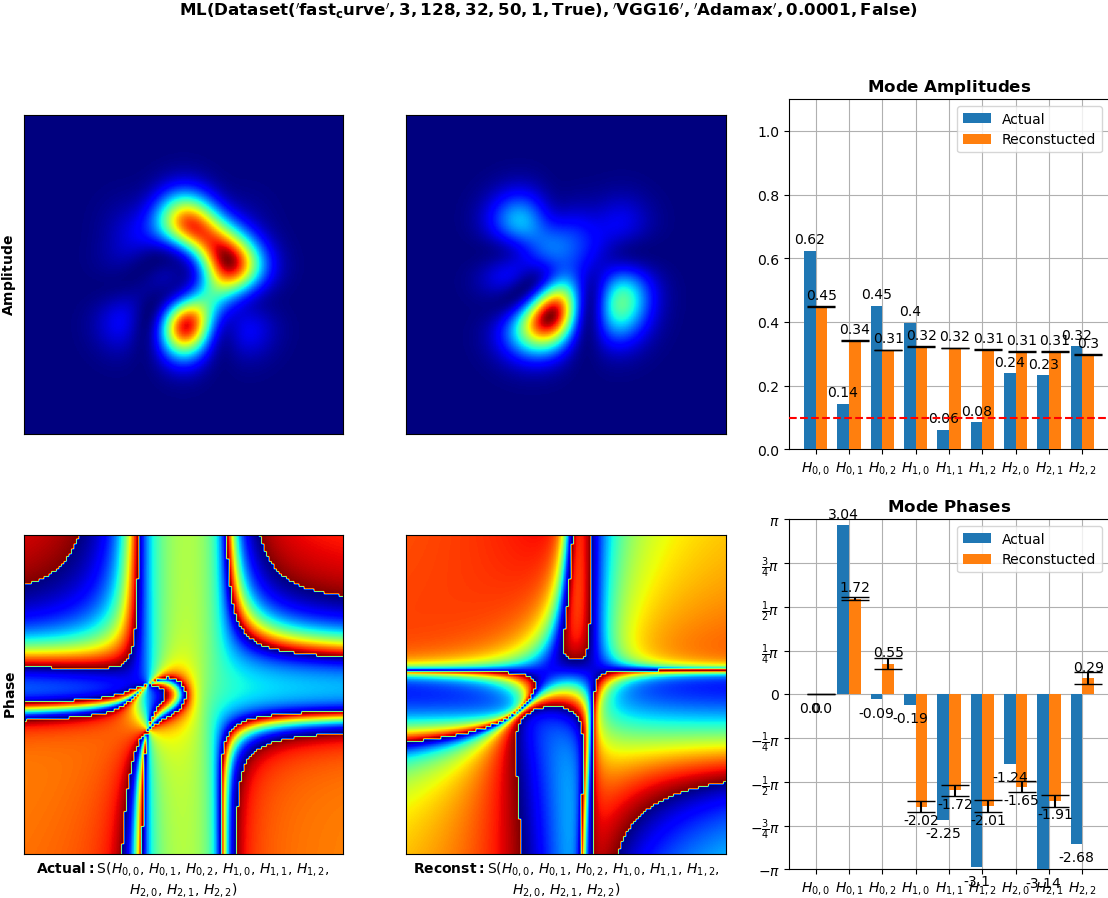 ML(Dataset('fast_curve', 3, 128, 32, 50, 1, True), 'VGG16', 'Adamax', 0.0001, False)
Amplitude
Mode Amplitudes
Actual
Reconstucted
1.0
0.8
0.6
0.4
0.2
0.0
0.62
0.45
0.14
0.34
0.45
0.31
0.4
0.32
0.06
0.32
0.08
0.31
0.24
0.31
0.23
0.31
0.32
0.3
H0,0 H0,1 H0,2 H1,0 H1,1 H1,2 H2,0 H2,1 H2,2
Phase
Mode Phases
Actual
Reconstucted
π
3/4π
1/2π
1/4π
0
−1/4π
−1/2π
−3/4π
−π
0.0
0.0
3.04
1.72
-0.09
0.55
-0.19
-2.02
-2.25
-1.72
-3.1
-2.01
-1.24
-1.65
-3.14
-1.91
-2.68
0.29
H0,0 H0,1 H0,2 H1,0 H1,1 H1,2 H2,0 H2,1 H2,2
Actual: S(H0,0, H0,1, H0,2, H1,0, H1,1, H1,2,
H2,0, H2,1, H2,2)
Reconst: S(H0,0, H0,1, H0,2, H1,0, H1,1, H1,2,
H2,0, H2,1, H2,2)